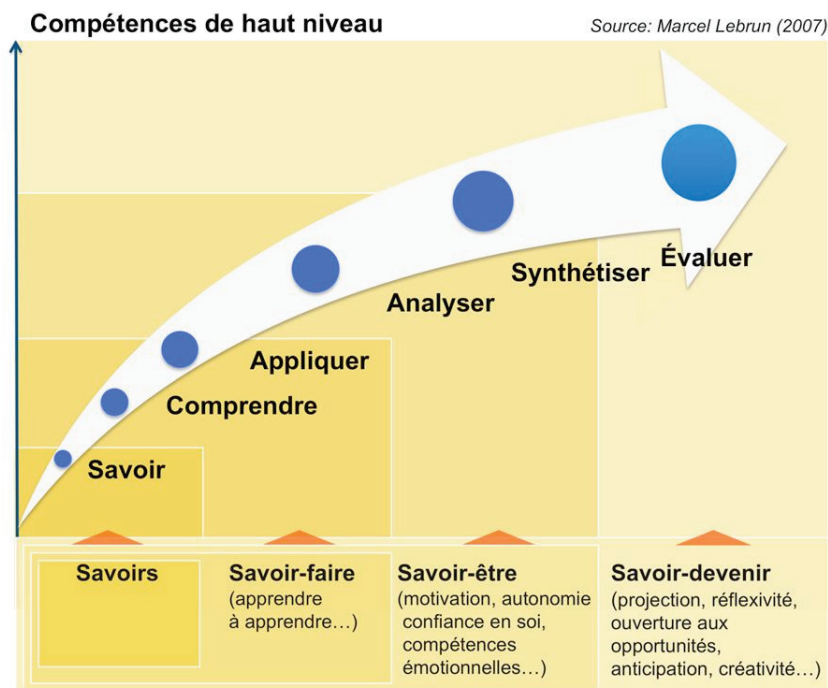 Compétences de haut niveau
Source: Marcel Lebrun (2007)
Évaluer
Synthétiser
Analyser
Appliquer
Comprendre
Savoir
Savoirs
Savoir-faire
(apprendre
à apprendre…)
Savoir-être
(motivation, autonomie
confiance en soi,
compétences
émotionnelles…)
Savoir-devenir
(projection, réflexivité,
ouverture aux
opportunités,
anticipation, créativité…)